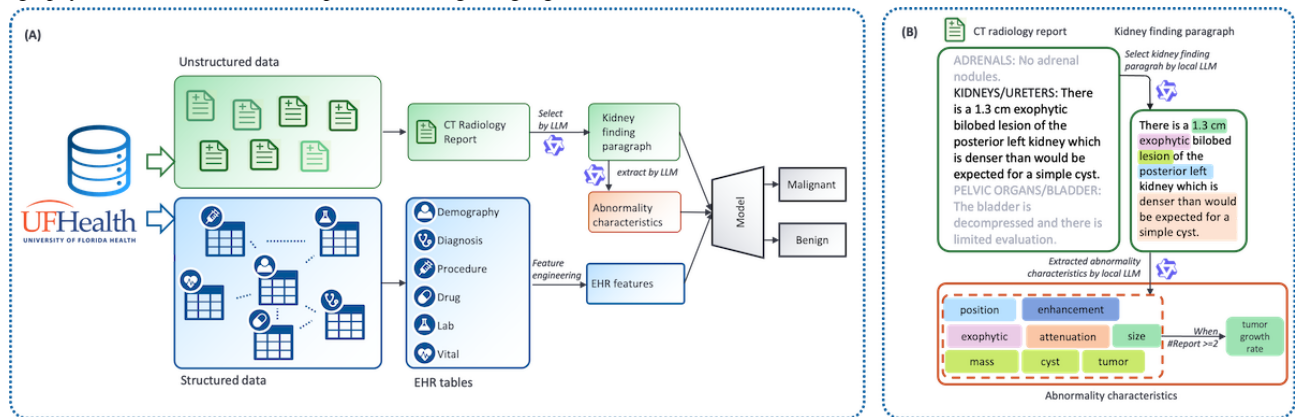 (A)
Unstructured data
CT Radiology
Report
Select
by LLM
Kidney
finding
paragraph
extract by LLM
Abnormality
characteristics
Model
Malignant
Benign
UFHealth
UNIVERSITY OF FLORIDA HEALTH
Demography
Diagnosis
Procedure
Drug
Lab
Vital
Feature
engineering
EHR features
Structured data
EHR tables
(B)
CT radiology report
Kidney finding paragraph
ADRENALS: No adrenal
nodules.
KIDNEYS/URETERS: There
is a 1.3 cm exophytic
bilobed lesion of the
posterior left kidney which
is denser than would be
expected for a simple cyst.
PELVIC ORGANS/BLADDER:
The bladder is
decompressed and there is
limited evaluation.
Select kidney finding
paragrah by local LLM
There is a 1.3 cm
exophytic bilobed
lesion of the
posterior left
kidney which is
denser than would
be expected for a
simple cyst.
Extracted abnormality
characteristics by local LLM
position
enhancement
exophytic
attenuation
size
mass
cyst
tumor
When
#Report >=2
tumor
growth
rate
Abnormality characteristics